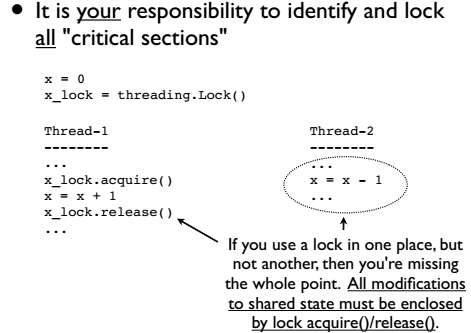 • It is your responsibility to identify and lock
all "critical sections"
x = 0
x_lock = threading.Lock()
Thread-1
--------
...
x_lock.acquire()
x = x + 1
x_lock.release()
...
Thread-2
--------
...
x = x - 1
...
If you use a lock in one place, but
not another, then you're missing
the whole point. All modifications
to shared state must be enclosed
by lock acquire()/release().